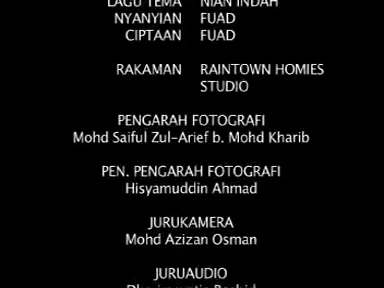 LAGU TEMA NIAN INDAH
NYANYIAN FUAD
CIPTAAN FUAD
RAKAMAN RAINTOWN HOMIES
STUDIO
PENGARAH FOTOGRAFI
Mohd Saiful Zul-Arief b. Mohd Kharib
PEN. PENGARAH FOTOGRAFI
Hisyamuddin Ahmad
JURUKAMERA
Mohd Azizan Osman
JURUAUDIO